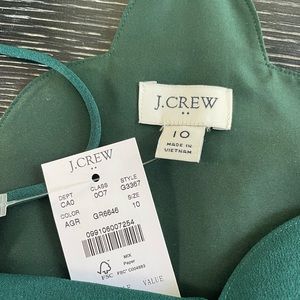 J.CREW
10
MADE IN
VIETNAM
J.CREW
DEPT CLASS STYLE
CA0 0C7 G3367
COLOR SIZE
AGR GR6646 10
099106007254
FSC
MIX
Paper
VALUE